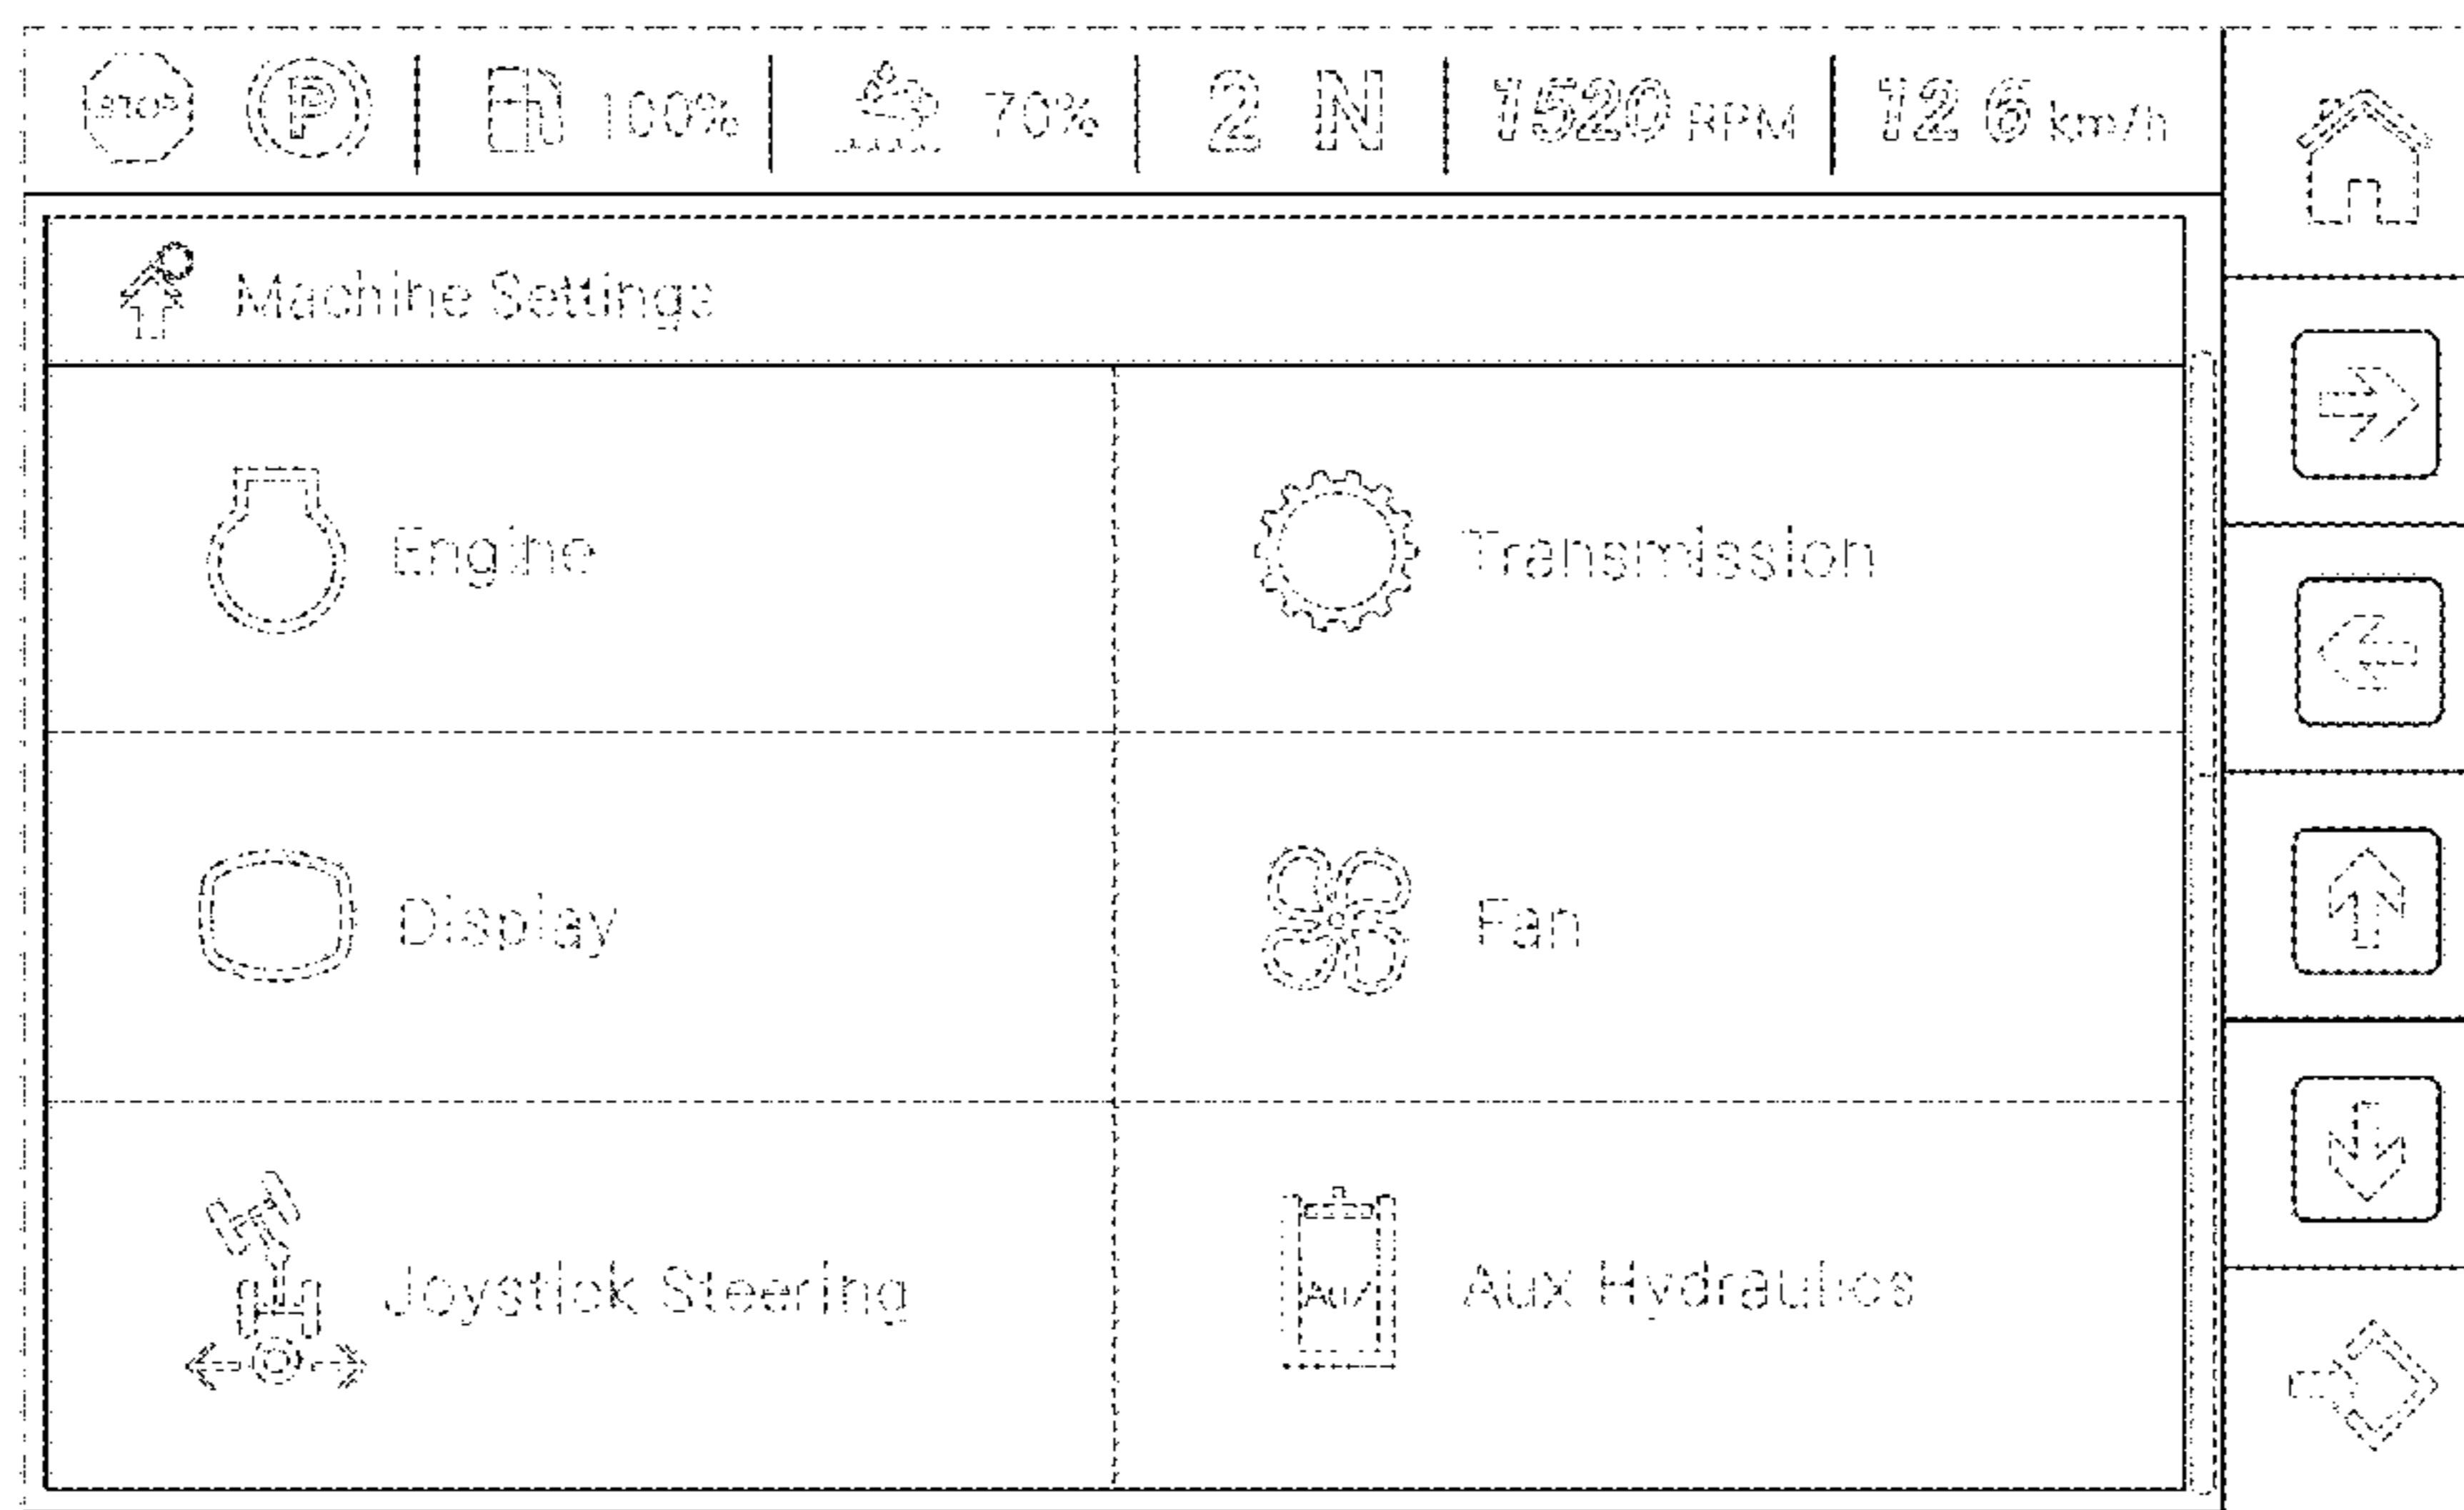 STOP P 100% 70% 2 N 1520 RPM 12 6 km/h
Machine Settings
Engine
Transmission
Display
Fan
Joystick Steering
Aux
Aux Hydraulics